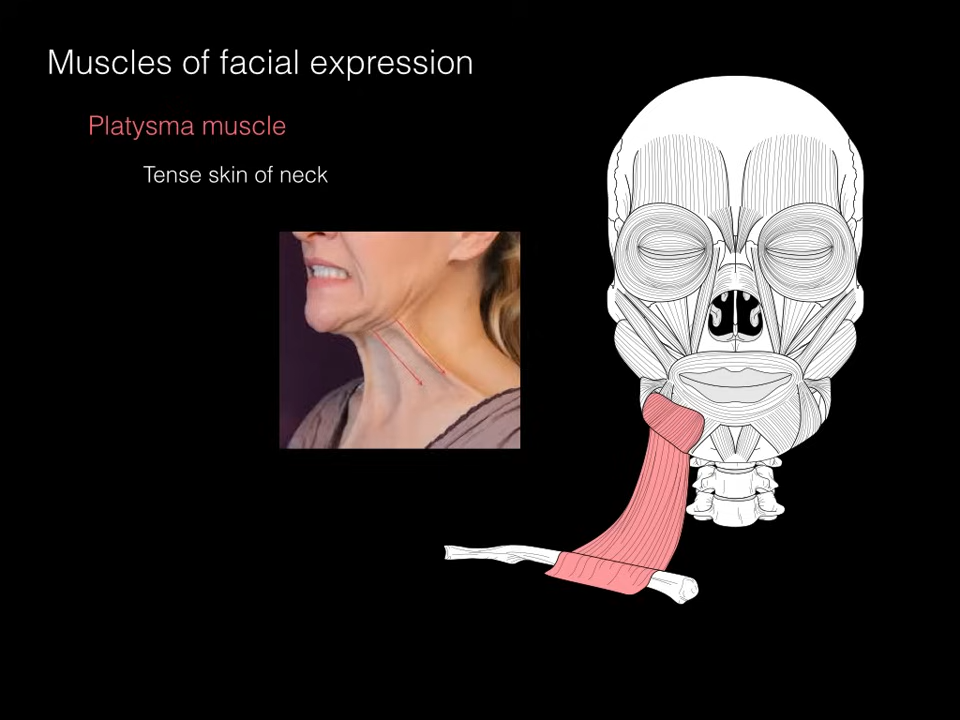 Muscles of facial expression
Platysma muscle
Tense skin of neck